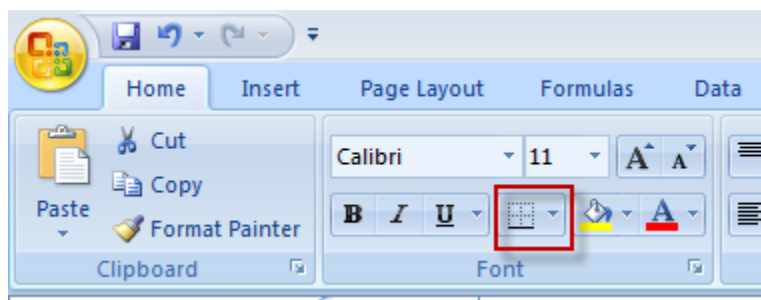 Home Insert Page Layout Formulas Data
Cut
Calibri 11 A A
Copy
Paste
B I U A
Format Painter
Clipboard Font